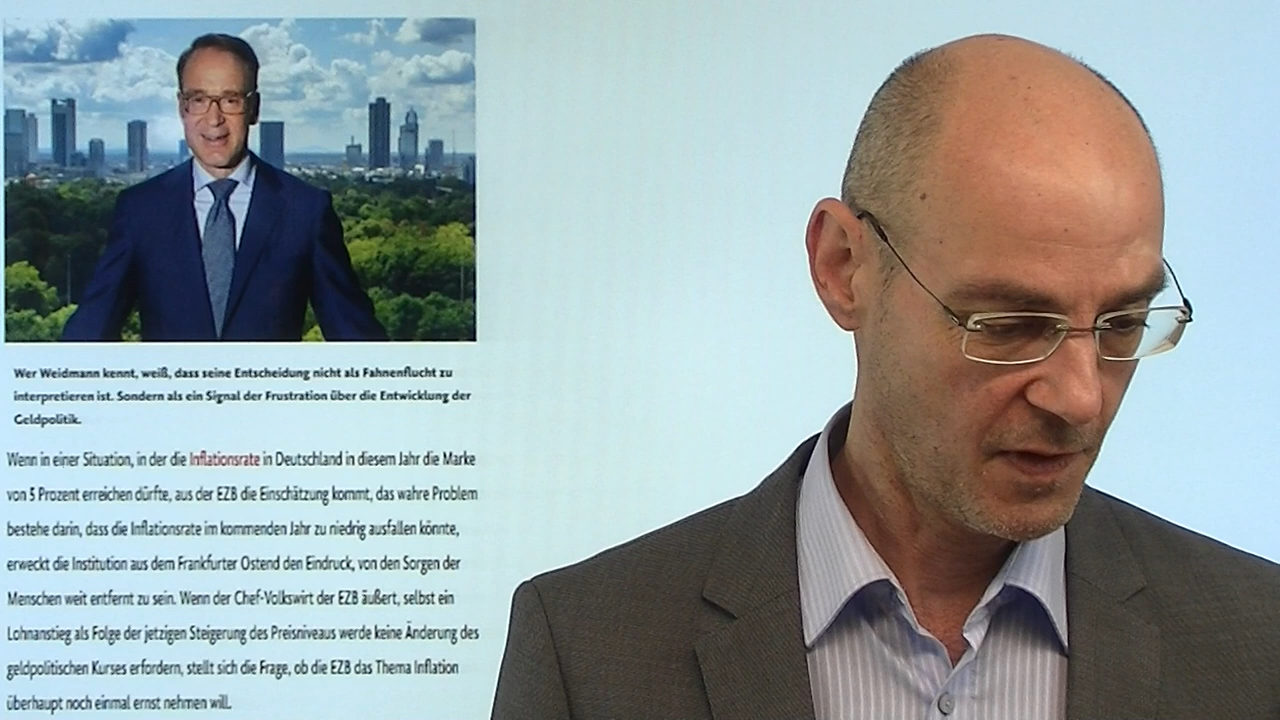 Wer Weidmann kennt, weiß, dass seine Entscheidung nicht als Fahnenflucht zu
interpretieren ist. Sondern als ein Signal der Frustration über die Entwicklung der
Geldpolitik.
Wenn in einer Situation, in der die Inflationsrate in Deutschland in diesem Jahr die Marke
von 5 Prozent erreichen dürfte, aus der EZB die Einschätzung kommt, das wahre Problem
bestehe darin, dass die Inflationsrate im kommenden Jahr zu niedrig ausfallen könnte,
erweckt die Institution aus dem Frankfurter Ostend den Eindruck, von den Sorgen der
Menschen weit entfernt zu sein. Wenn der Chef-Volkswirt der EZB äußert, selbst ein
Lohnanstieg als Folge der jetzigen Steigerung des Preisniveaus werde keine Änderung des
geldpolitischen Kurses erfordern, stellt sich die Frage, ob die EZB das Thema Inflation
überhaupt noch einmal ernst nehmen will.